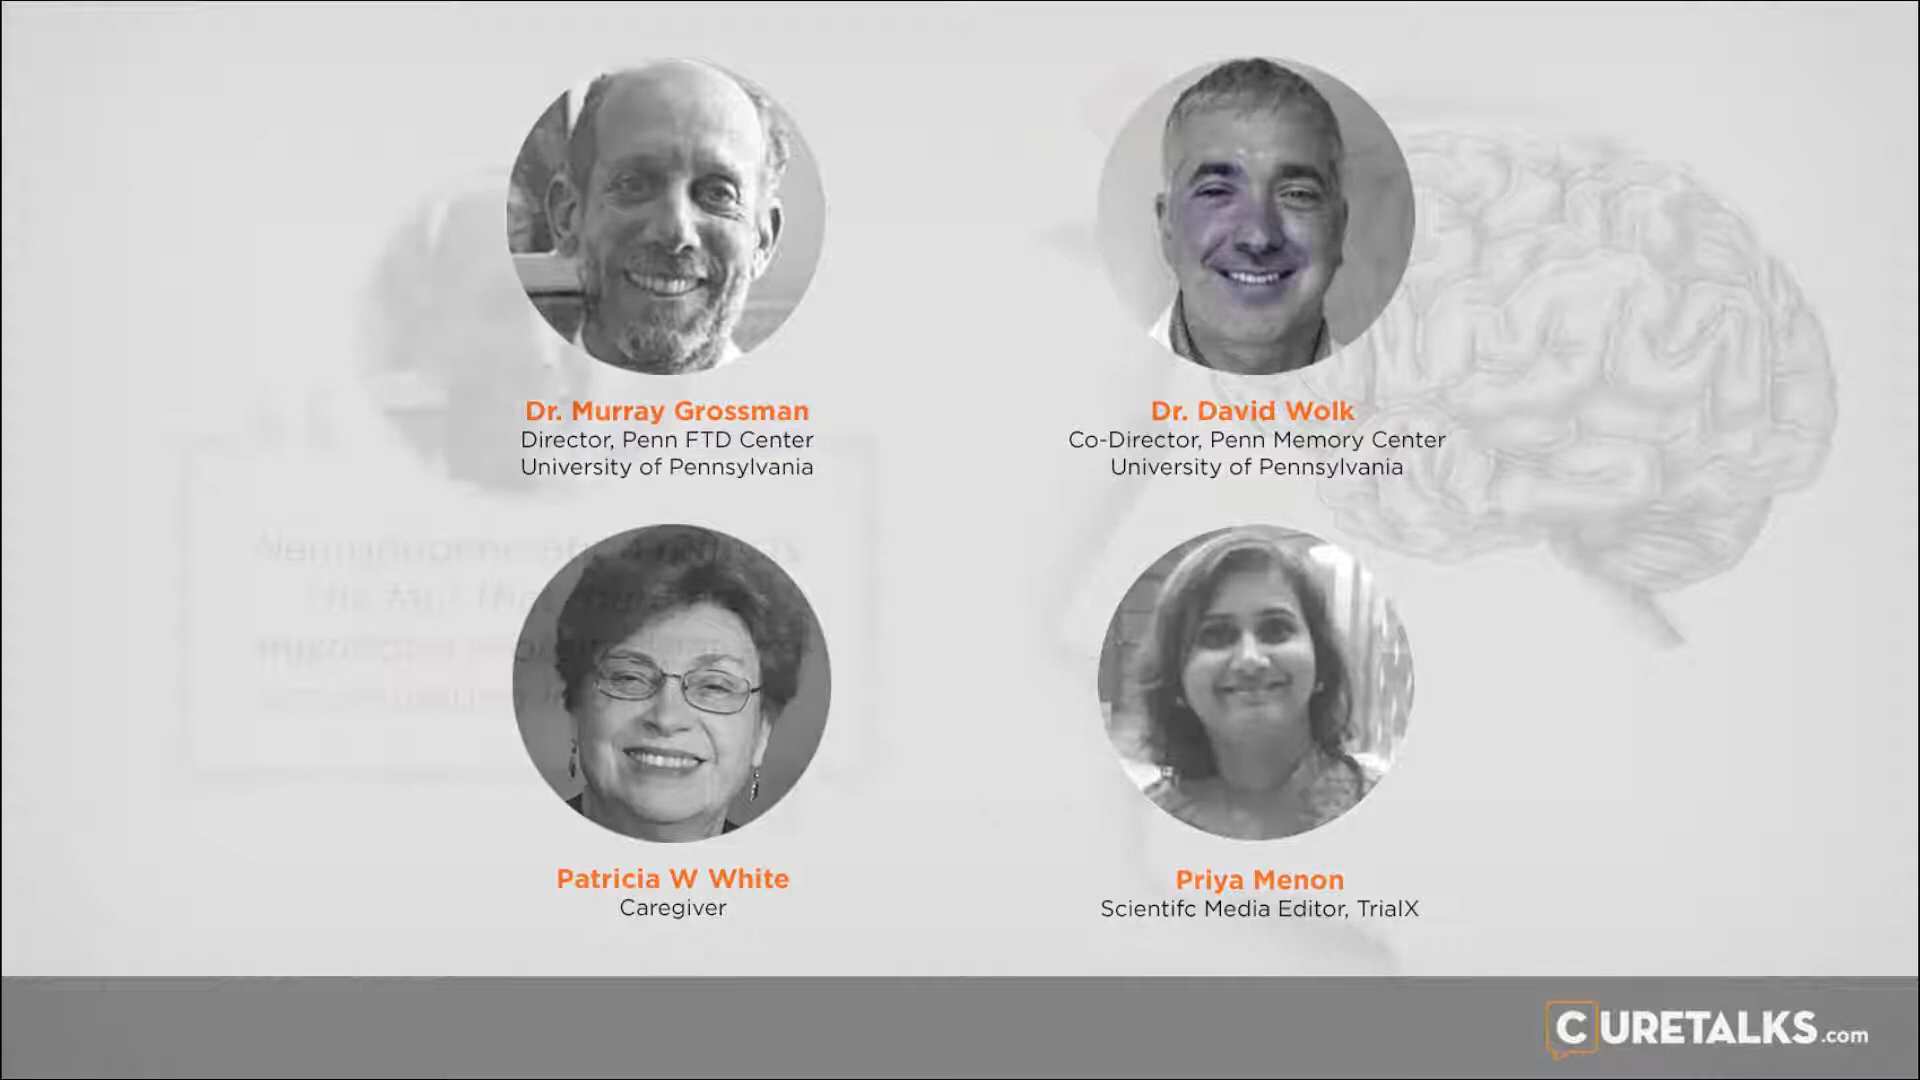 Dr. Murray Grossman
Director, Penn FTD Center
University of Pennsylvania
Dr. David Wolk
Co-Director, Penn Memory Center
University of Pennsylvania
Patricia W White
Caregiver
Priya Menon
Scientifc Media Editor, TrialX
CURETALKS.com